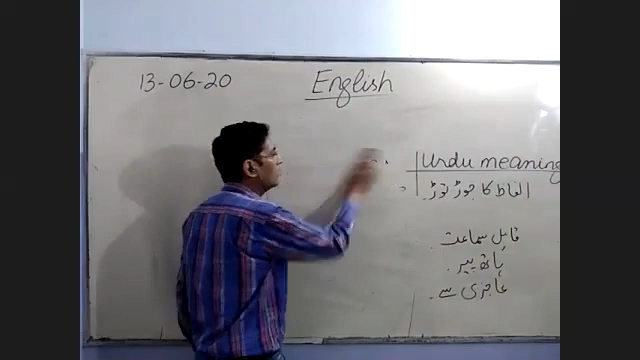 13-06-20
English
Urdu meaning
الفاظ کا جوڑ توڑ۔
قابلِ سماعت۔
ہاتھ پیر۔
عاجزی سے۔